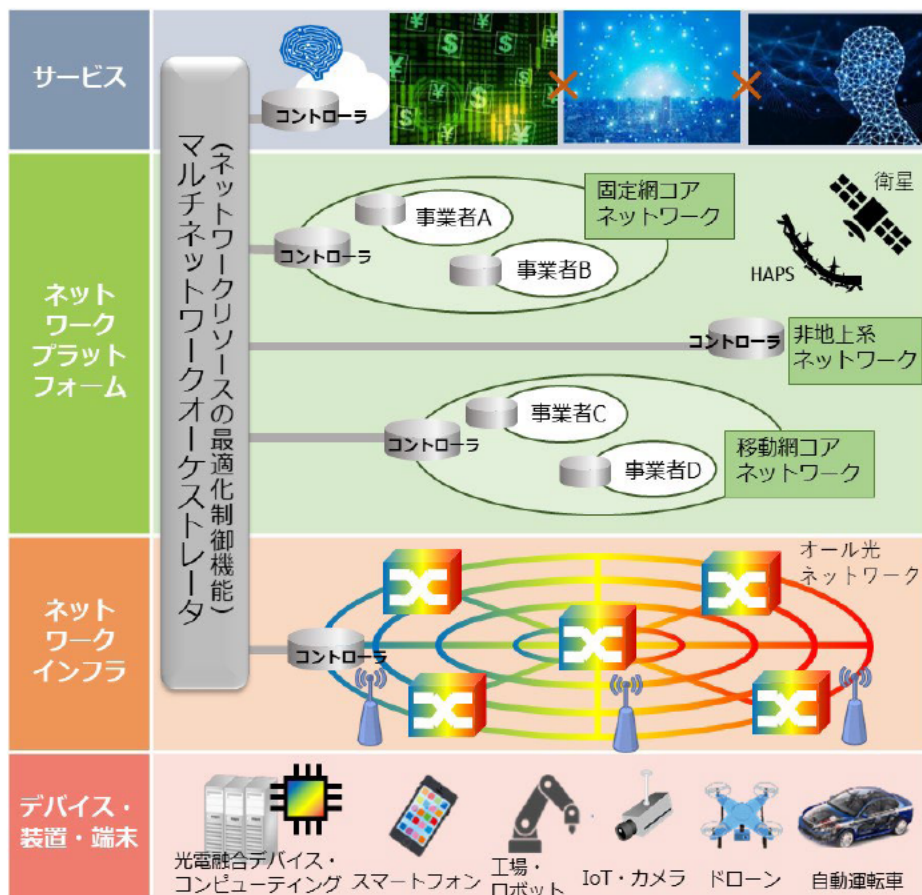 サービス
コントローラ
マルチネットワークオーケストレータ
(ネットワークリソースの最適化制御機能)
ネット
ワーク
プラット
フォーム
コントローラ
事業者A
事業者B
固定網コア
ネットワーク
衛星
HAPS
コントローラ
非地上系
ネットワーク
コントローラ
事業者C
事業者D
移動網コア
ネットワーク
ネット
ワーク
インフラ
コントローラ
オール光
ネットワーク
デバイス・
装置・端末
光電融合デバイス・
コンピューティング
スマートフォン
工場・
ロボット
IoT・カメラ
ドローン
自動運転車